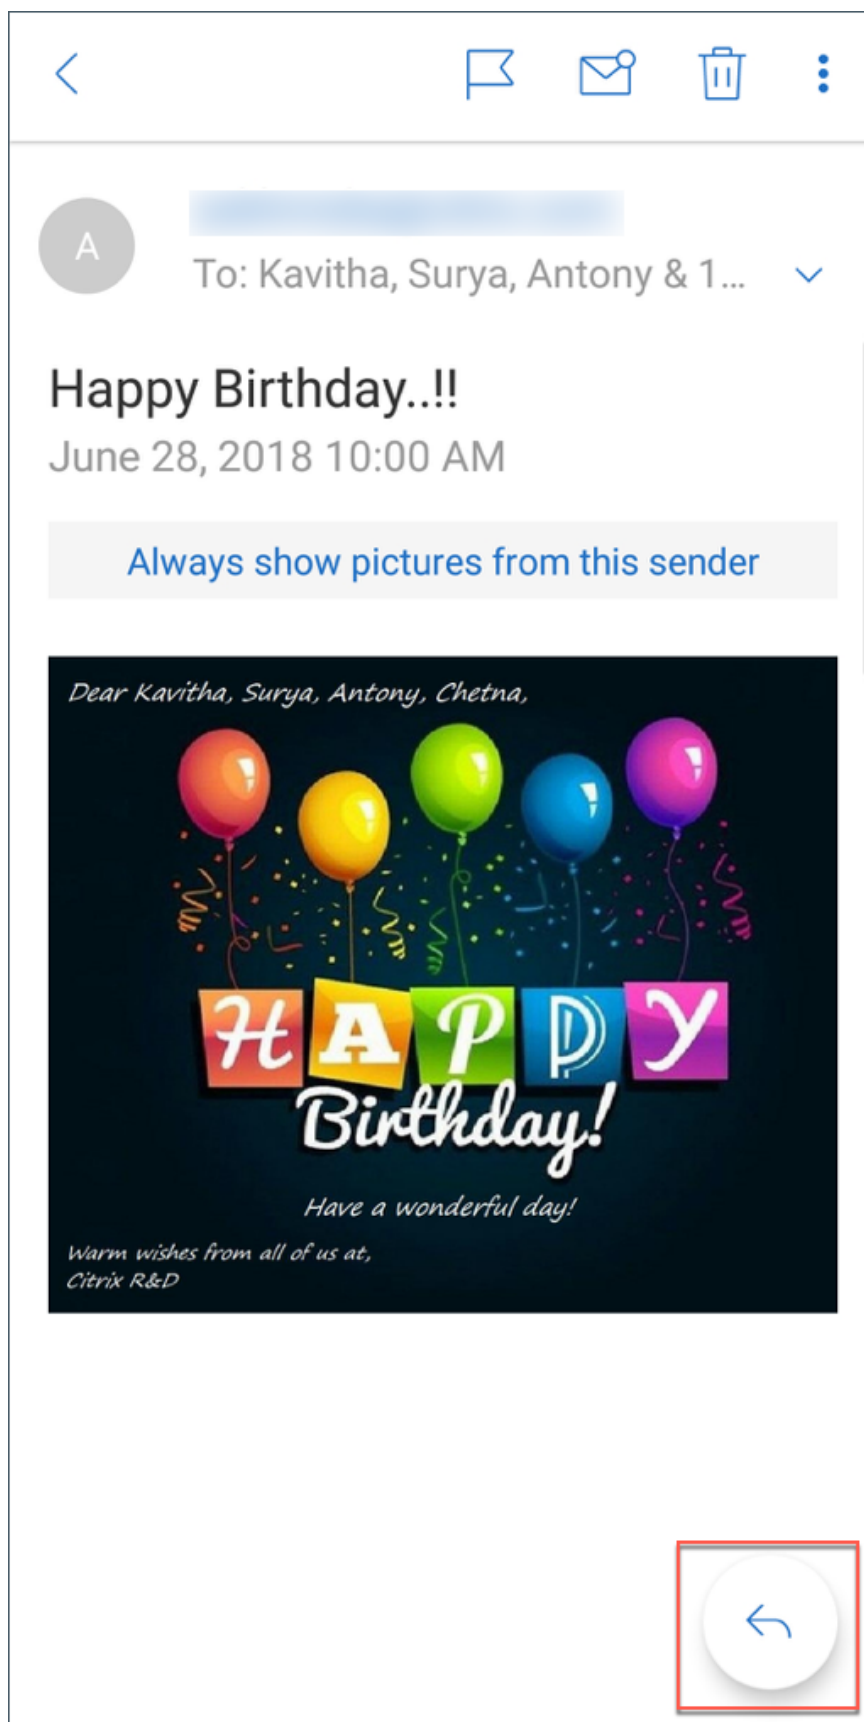 A
To: Kavitha, Surya, Antony & 1...
Happy Birthday..!!
June 28, 2018 10:00 AM
Always show pictures from this sender
Dear Kavitha, Surya, Antony, Chetna,
HAPPY
Birthday!
Have a wonderful day!
Warm wishes from all of us at,
Citrix R&D